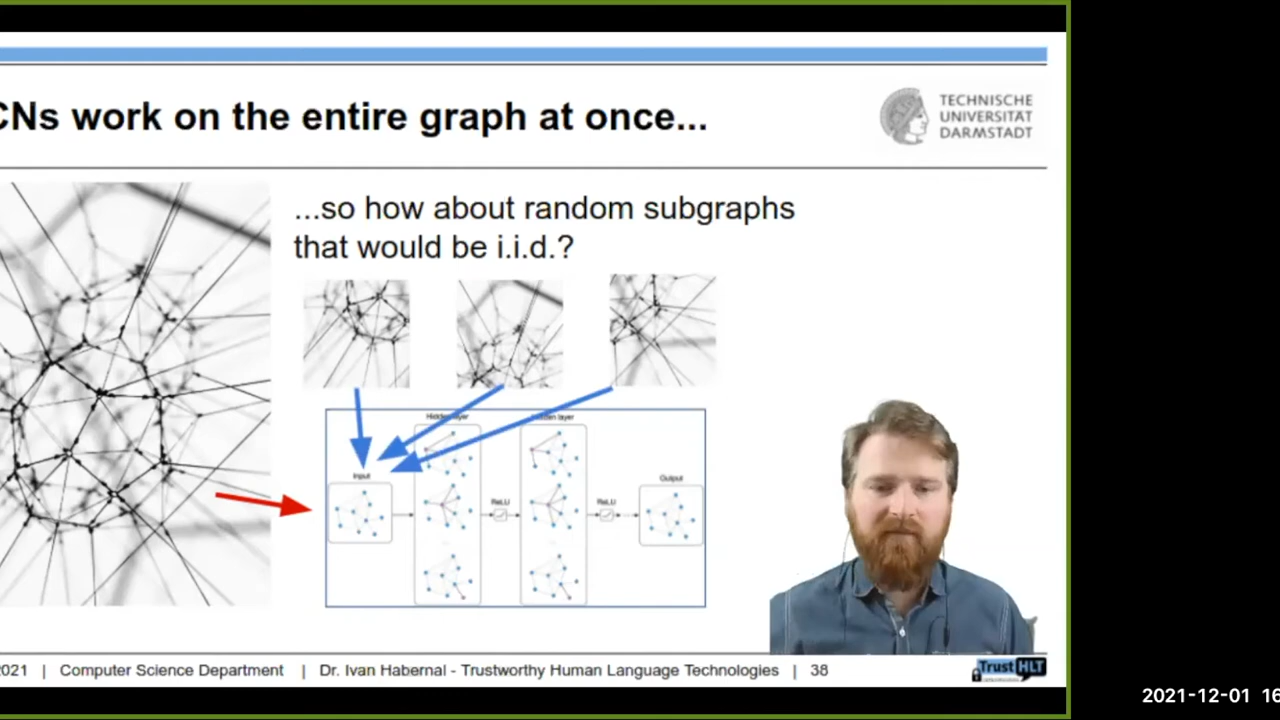 CNs work on the entire graph at once...
TECHNISCHE
UNIVERSITÄT
DARMSTADT
...so how about random subgraphs
that would be i.i.d.?
Hidden layer
Hidden layer
Input
ReLU
ReLU
Output
2021 | Computer Science Department | Dr. Ivan Habernal - Trustworthy Human Language Technologies | 38
Trust HLT
2021-12-01 16